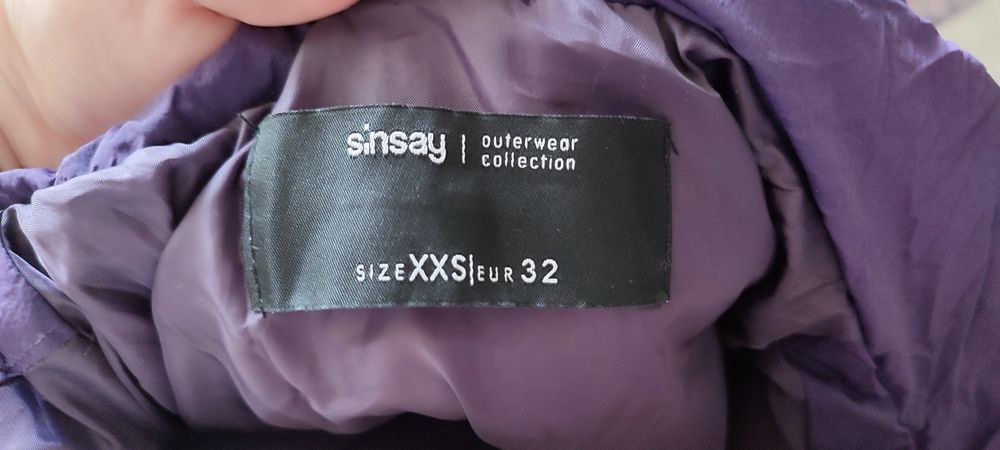 sinsay | outerwear
collection
SIZE XXS | EUR 32